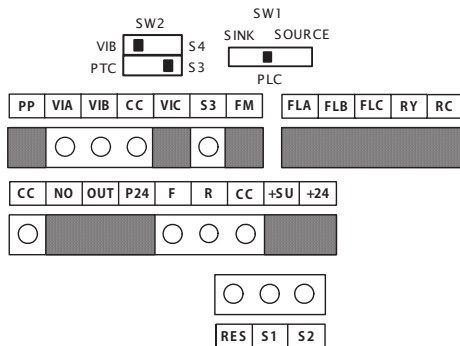 SW2
SW1
VIB S4 SINK SOURCE
PTC S3
PLC
PP VIA VIB CC VIC S3 FM FLA FLB FLC RY RC
CC NO OUT P24 F R CC +SU +24
RES S1 S2